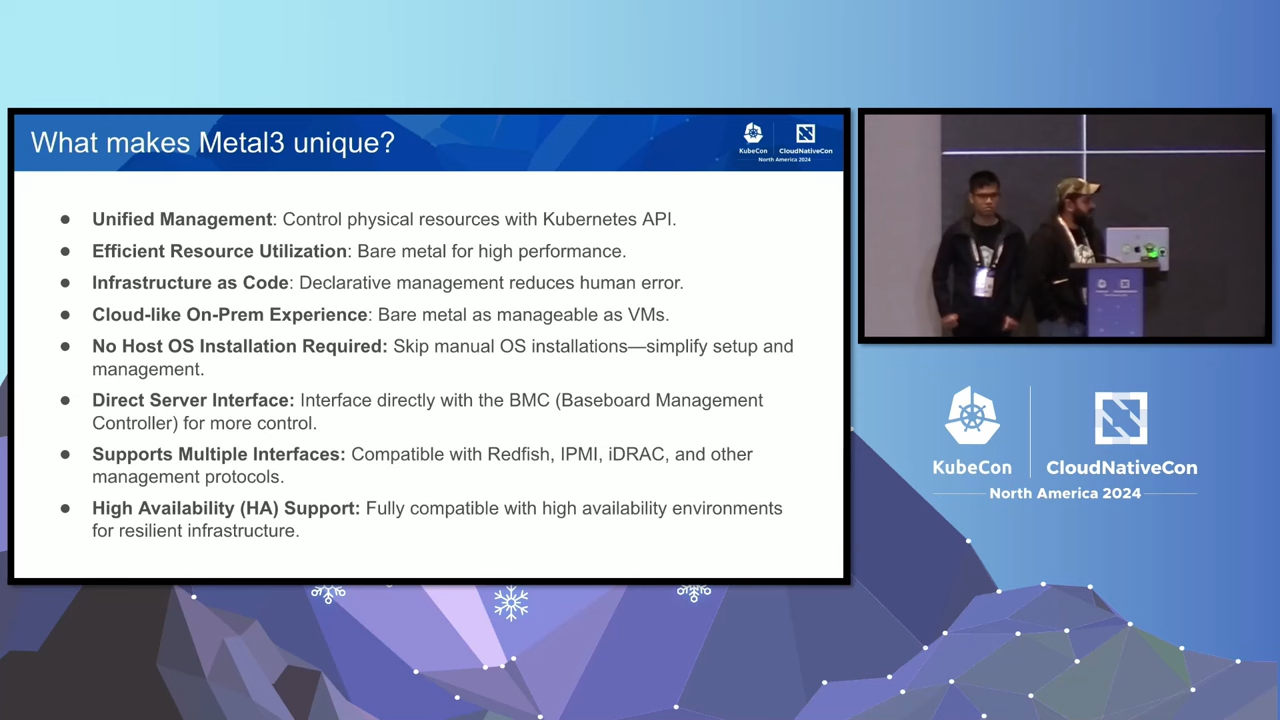 What makes Metal3 unique?
KubeCon
CloudNativeCon
North America 2024
● Unified Management: Control physical resources with Kubernetes API.
● Efficient Resource Utilization: Bare metal for high performance.
● Infrastructure as Code: Declarative management reduces human error.
● Cloud-like On-Prem Experience: Bare metal as manageable as VMs.
● No Host OS Installation Required: Skip manual OS installations—simplify setup and
management.
● Direct Server Interface: Interface directly with the BMC (Baseboard Management
Controller) for more control.
● Supports Multiple Interfaces: Compatible with Redfish, IPMI, iDRAC, and other
management protocols.
● High Availability (HA) Support: Fully compatible with high availability environments
for resilient infrastructure.
KubeCon
CloudNativeCon
North America 2024